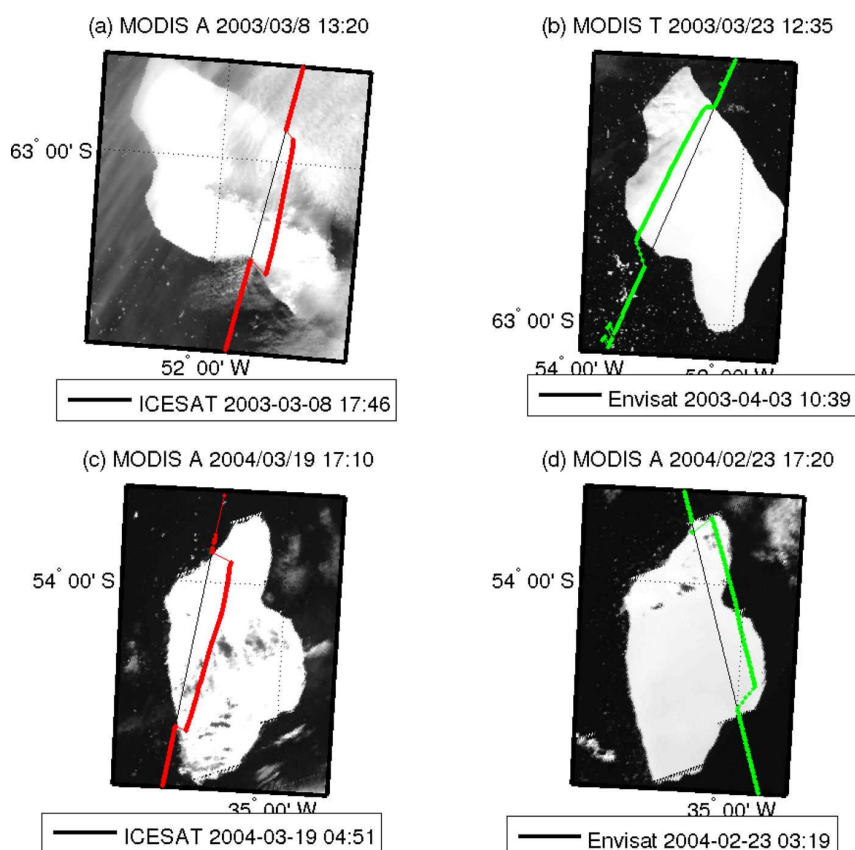 (a) MODIS A 2003/03/8 13:20
63° 00' S
52° 00' W
ICESAT 2003-03-08 17:46
(b) MODIS T 2003/03/23 12:35
63° 00' S
54° 00' W
Envisat 2003-04-03 10:39
(c) MODIS A 2004/03/19 17:10
54° 00' S
35° 00' W
ICESAT 2004-03-19 04:51
(d) MODIS A 2004/02/23 17:20
54° 00' S
35° 00' W
Envisat 2004-02-23 03:19